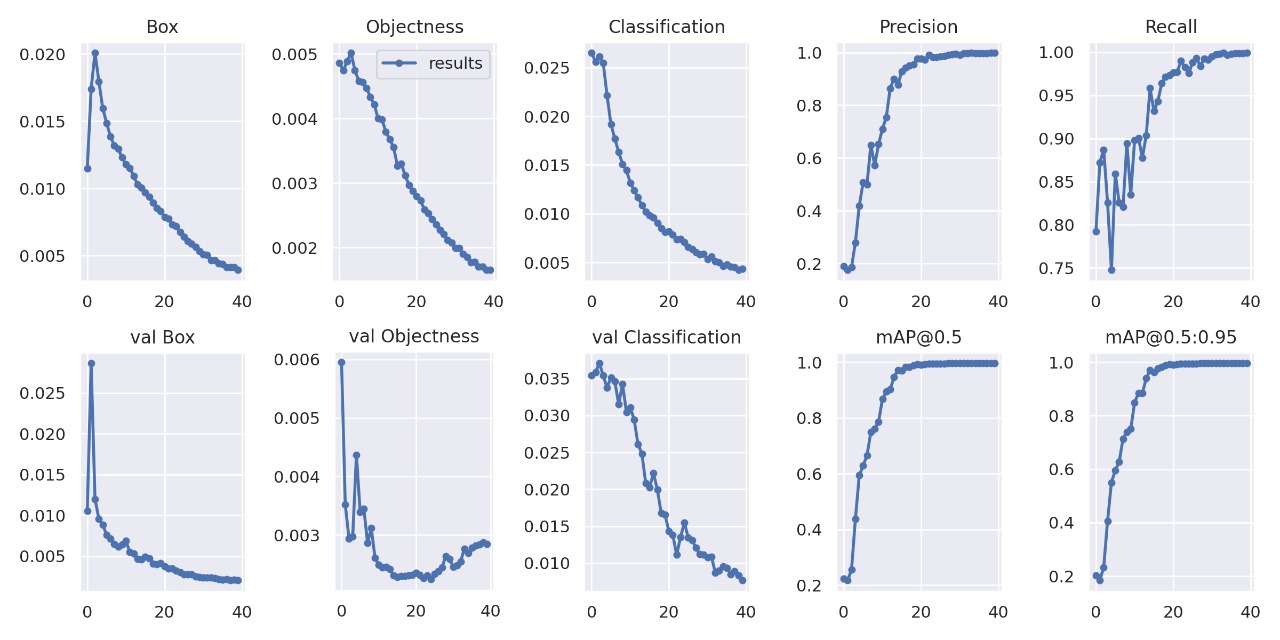 Box
0.020
0.015
0.010
0.005
0 20 40
Objectness
results
0.005
0.004
0.003
0.002
0 20 40
Classification
0.025
0.020
0.015
0.010
0.005
0 20 40
Precision
1.0
0.8
0.6
0.4
0.2
0 20 40
Recall
1.00
0.95
0.90
0.85
0.80
0.75
0 20 40
val Box
0.025
0.020
0.015
0.010
0.005
0 20 40
val Objectness
0.006
0.005
0.004
0.003
0 20 40
val Classification
0.035
0.030
0.025
0.020
0.015
0.010
0 20 40
mAP@0.5
1.0
0.8
0.6
0.4
0.2
0 20 40
mAP@0.5:0.95
1.0
0.8
0.6
0.4
0.2
0 20 40